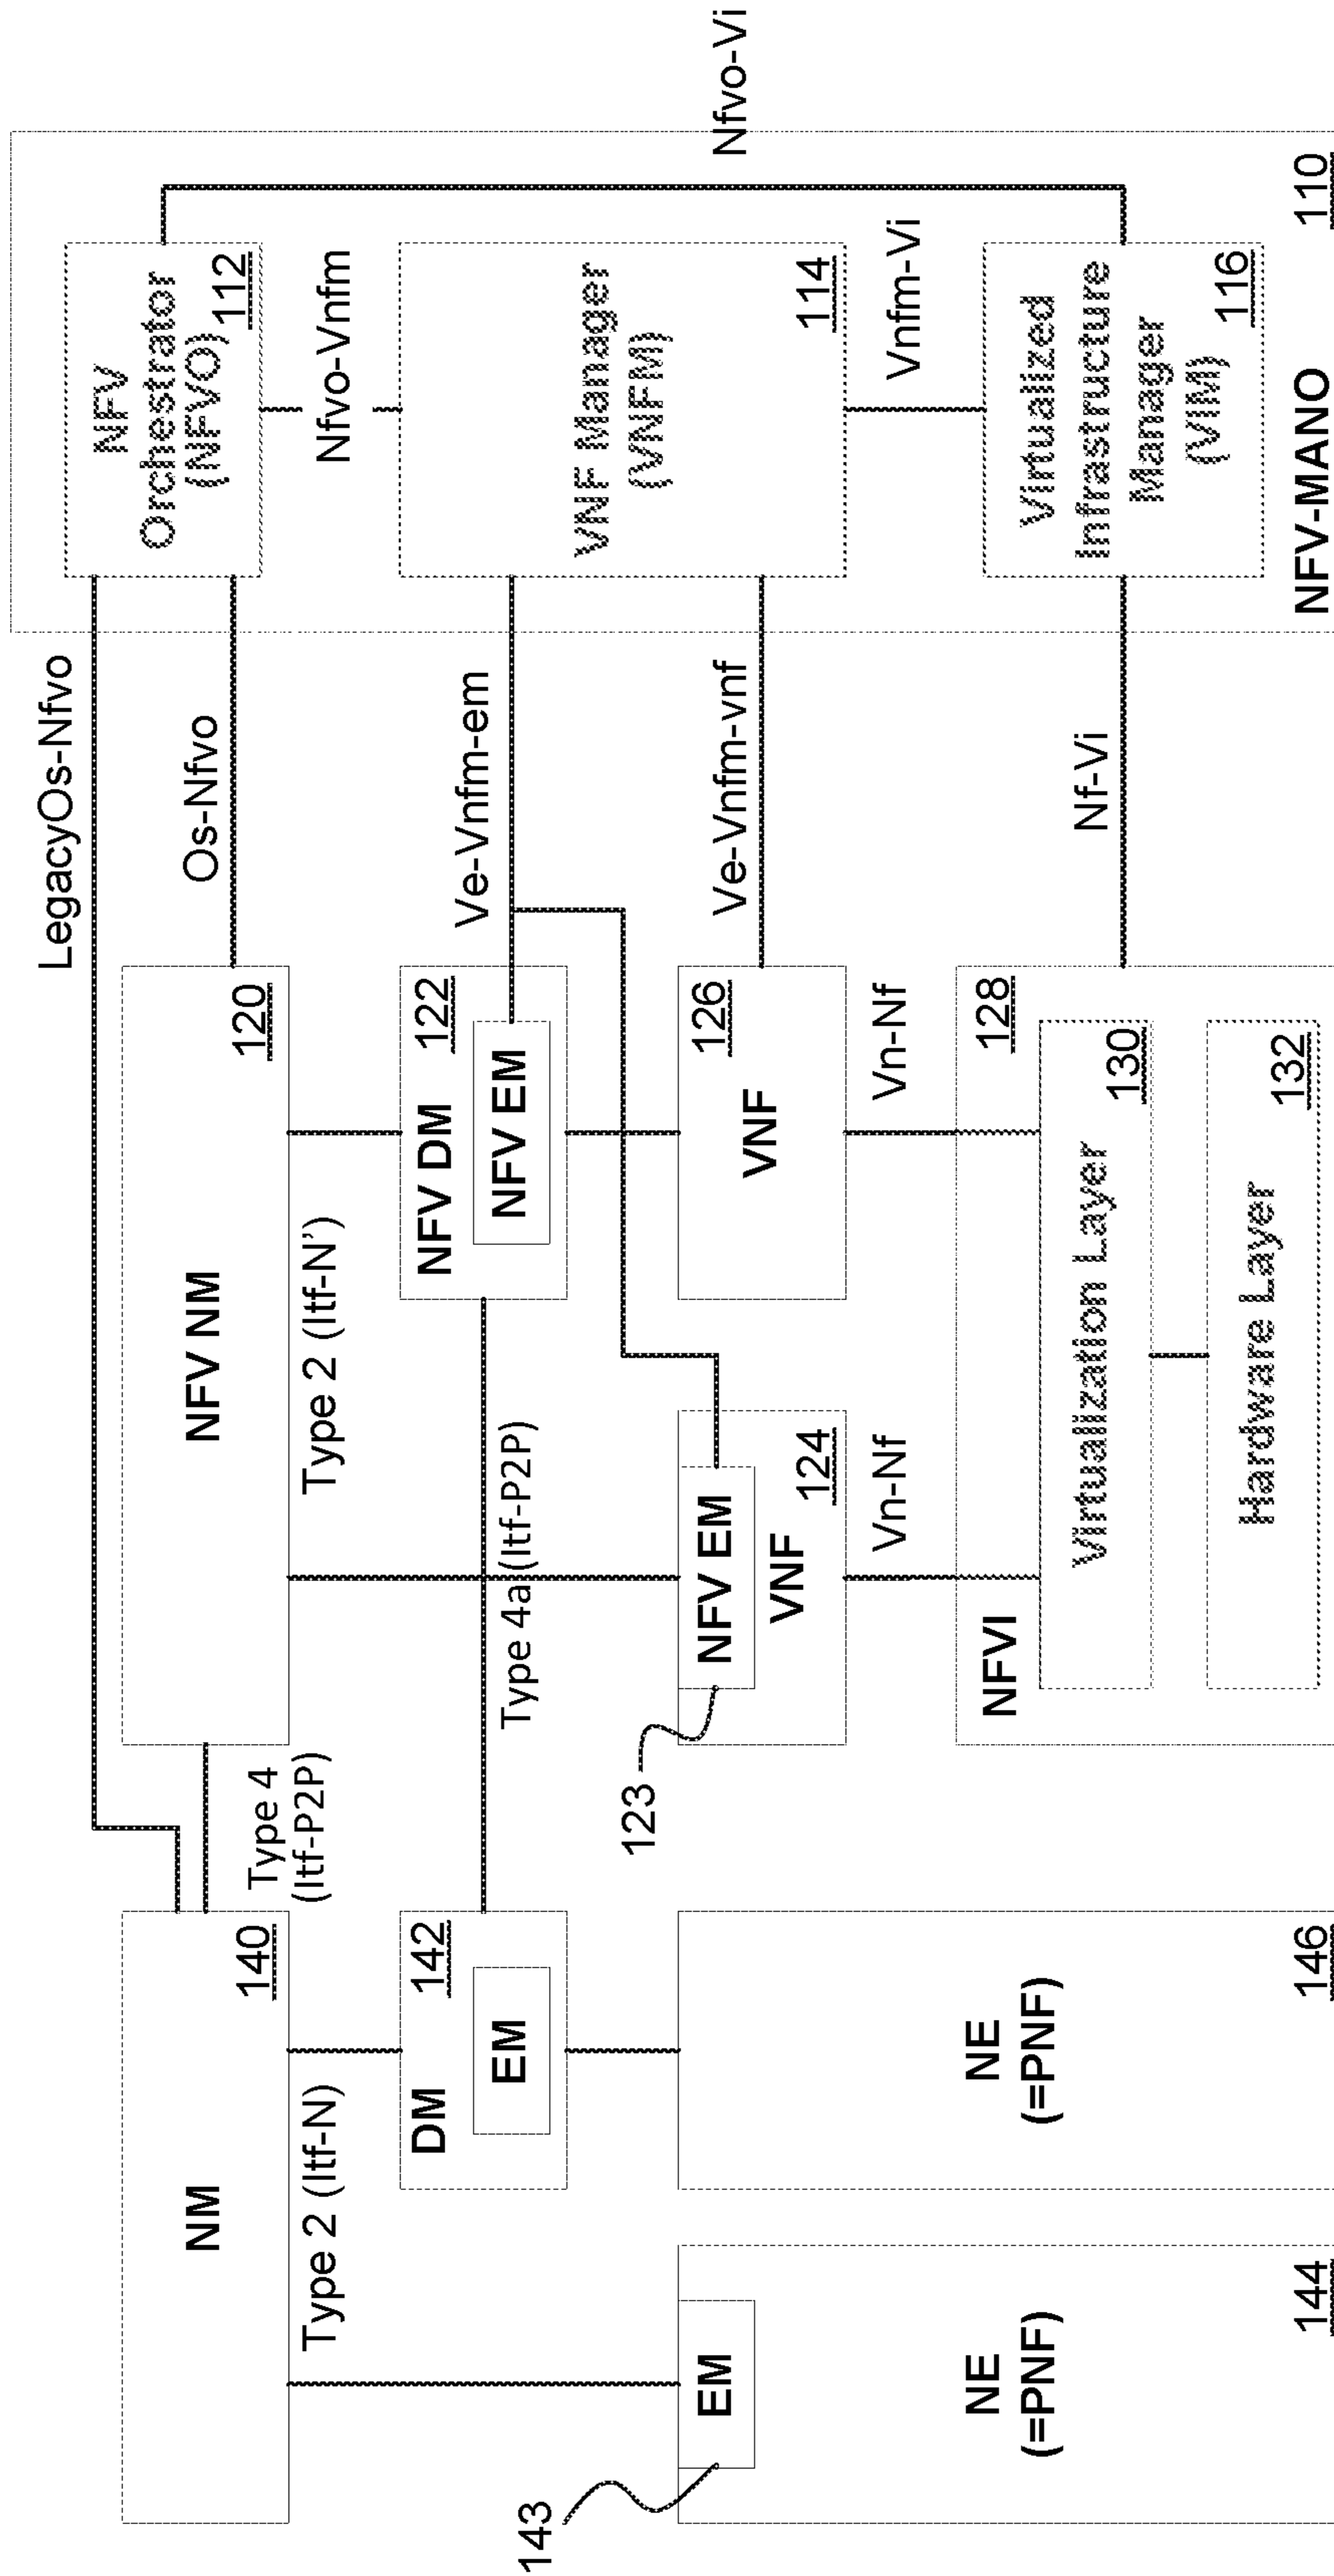 LegacyOs-Nfvo
Os-Nfvo
NM
140
Type 4
(Itf-P2P)
NFV NM
120
NFV
Orchestrator
(NFVO)
112
Type 2 (Itf-N)
Type 2 (Itf-N')
Nfvo-Vnfm
Nfvo-Vi
DM
142
EM
NFV DM
122
NFV EM
Ve-Vnfm-em
Type 4a (Itf-P2P)
VNF Manager
(VNFM)
114
143
EM
123
NFV EM
VNF
124
126
VNF
Ve-Vnfm-vnf
Vn-Nf
Vn-Nf
Vnfm-Vi
NE
(=PNF)
144
NE
(=PNF)
146
NFVI
128
Virtualization Layer
130
Hardware Layer
132
Nf-Vi
Virtualized
Infrastructure
Manager
(VIM)
116
NFV-MANO
110